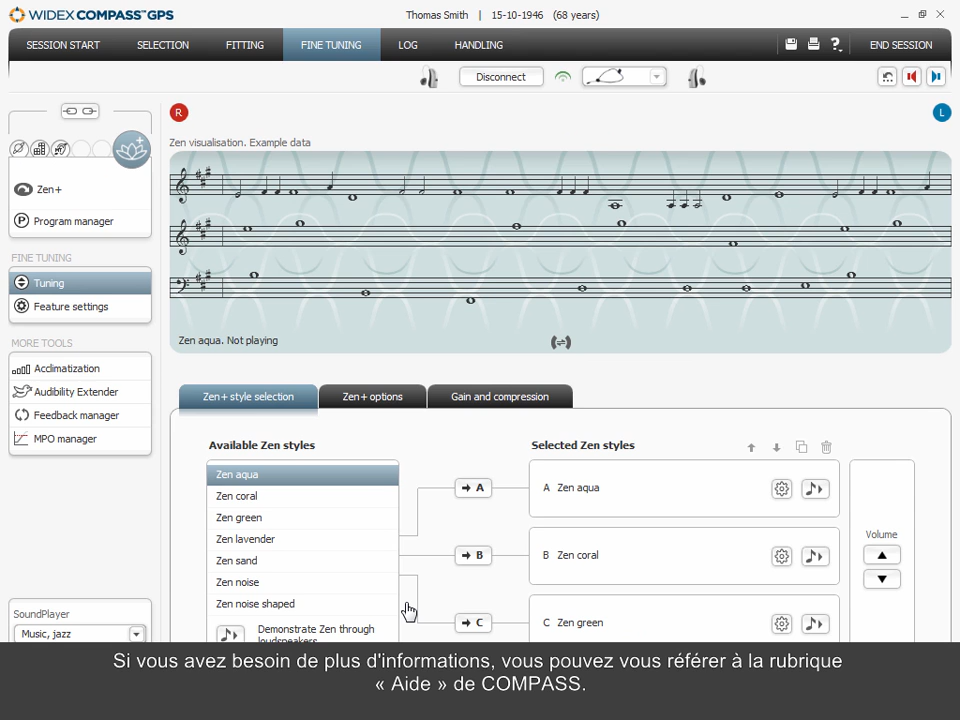 WIDEX COMPASS™ GPS
Thomas Smith | 15-10-1946 (68 years)
SESSION START SELECTION FITTING FINE TUNING LOG HANDLING ? END SESSION
Disconnect
R L
Zen visualisation. Example data
Zen+
P Program manager
FINE TUNING
Tuning
Feature settings
MORE TOOLS
Acclimatization
Audibility Extender
Feedback manager
MPO manager
Zen aqua. Not playing
Zen+ style selection Zen+ options Gain and compression
Available Zen styles
Selected Zen styles
Zen aqua
Zen coral
Zen green
Zen lavender
Zen sand
Zen noise
Zen noise shaped
Demonstrate Zen through
loudspeakers
A
B
C
A Zen aqua
B Zen coral
C Zen green
Volume
SoundPlayer
Music, jazz
Si vous avez besoin de plus d'informations, vous pouvez vous référer à la rubrique
« Aide » de COMPASS.